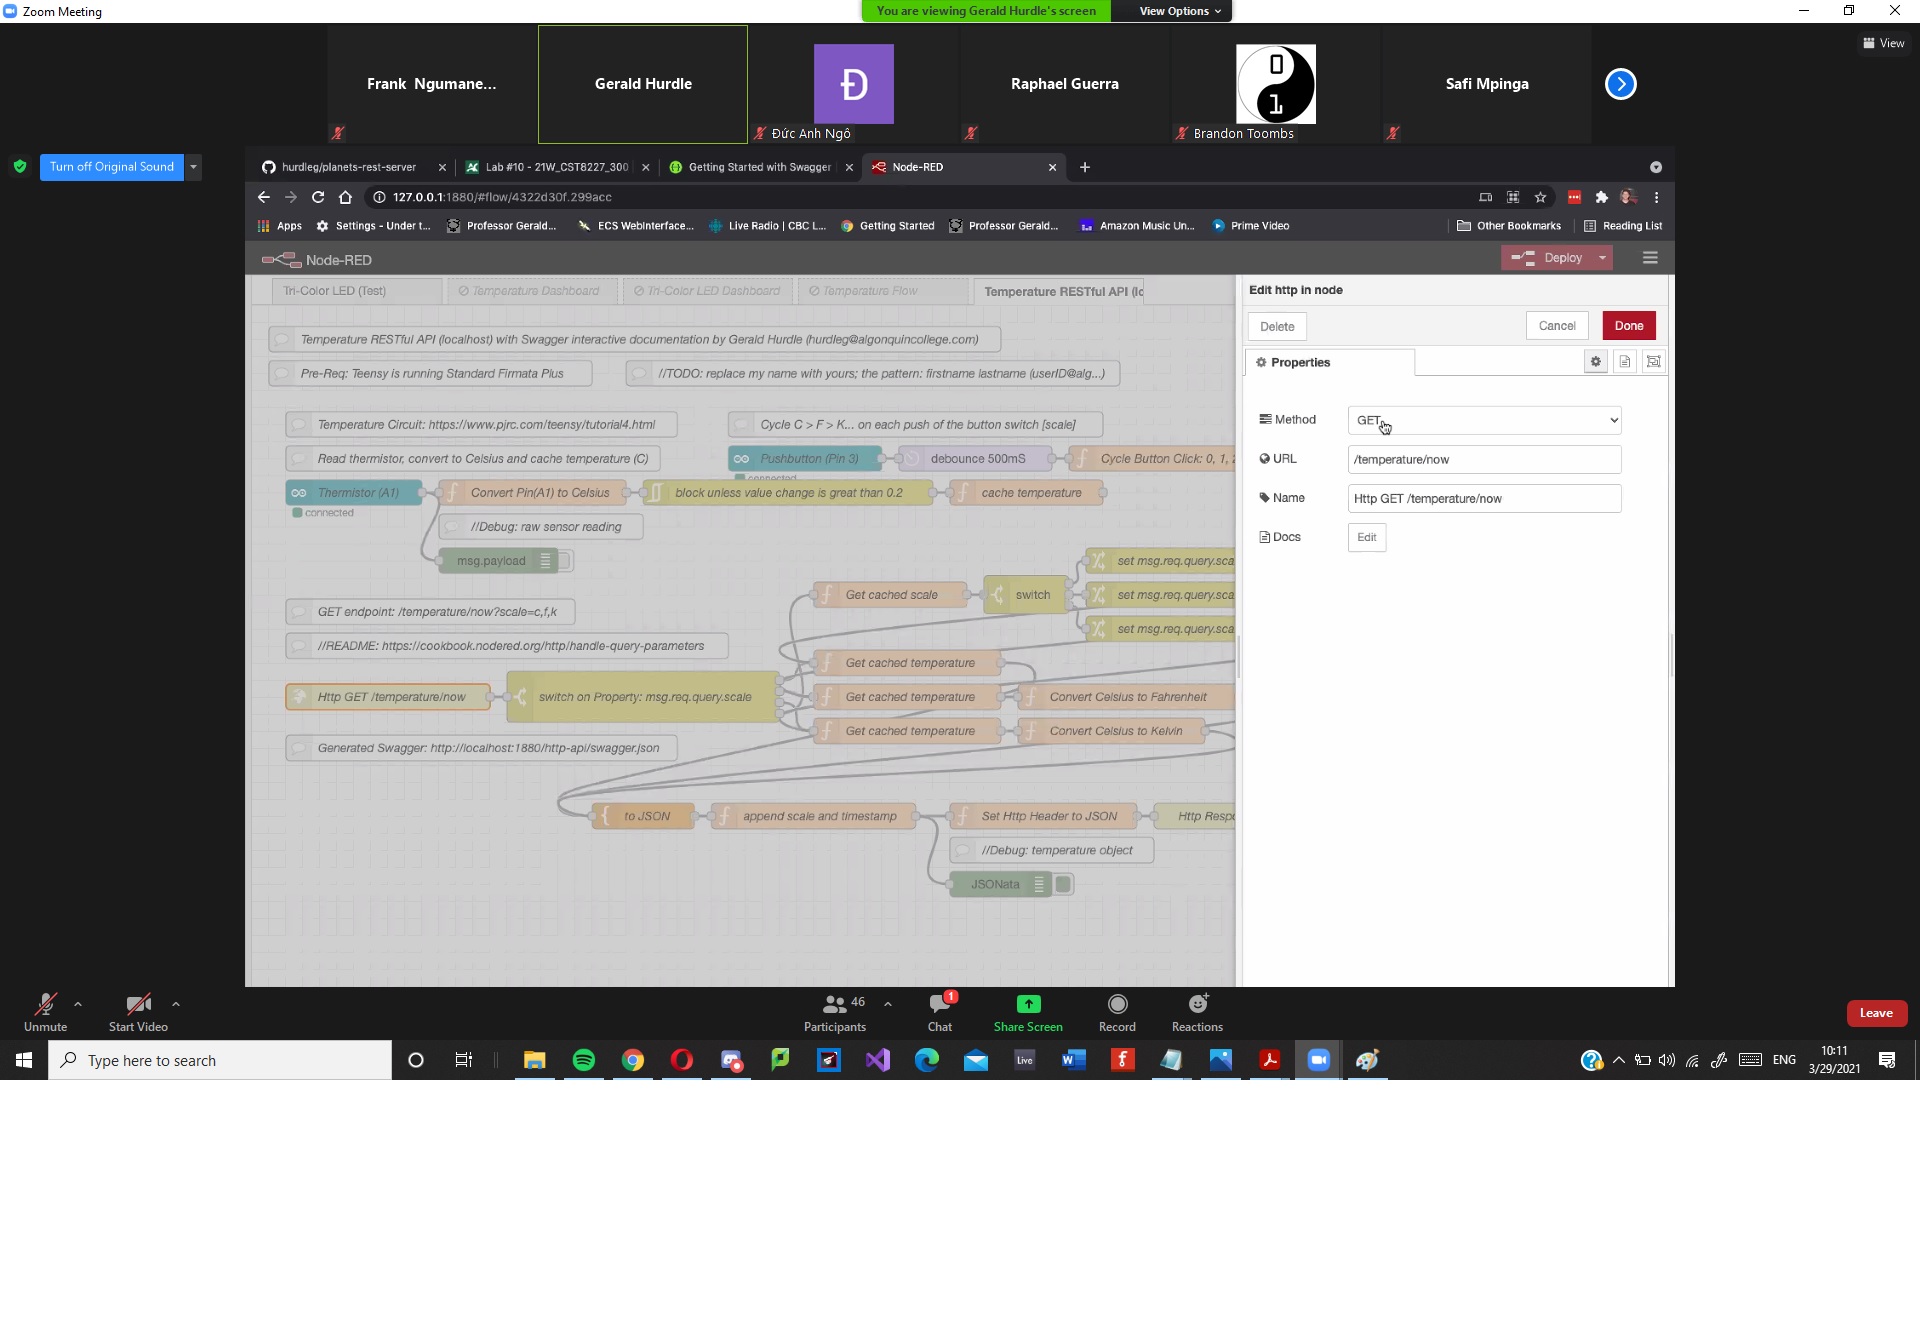 Zoom Meeting
You are viewing Gerald Hurdle's screen
View Options
View
Frank Ngumane...
Gerald Hurdle
Đ
Đức Anh Ngô
Raphael Guerra
0
1
Brandon Toombs
Safi Mpinga
Turn off Original Sound
hurdleg/planets-rest-server
Lab #10 - 21W_CST8227_300
Getting Started with Swagger
Node-RED
127.0.0.1:1880/#flow/4322d30f.299acc
Apps
Settings - Under t...
Professor Gerald...
ECS WebInterface...
Live Radio | CBC L...
Getting Started
Professor Gerald...
Amazon Music Un...
Prime Video
Other Bookmarks
Reading List
Node-RED
Deploy
Tri-Color LED (Test)
Temperature Dashboard
Tri-Color LED Dashboard
Temperature Flow
Temperature RESTful API (lc
Temperature RESTful API (localhost) with Swagger interactive documentation by Gerald Hurdle (hurdleg@algonquincollege.com)
Pre-Req: Teensy is running Standard Firmata Plus
//TODO: replace my name with yours; the pattern: firstname lastname (userID@alg...)
Temperature Circuit: https://www.pjrc.com/teensy/tutorial4.html
Cycle C > F > K... on each push of the button switch [scale]
Read thermistor, convert to Celsius and cache temperature (C)
Pushbutton (Pin 3)
debounce 500mS
Cycle Button Click: 0, 1, 2
connected
Thermistor (A1)
Convert Pin(A1) to Celsius
block unless value change is great than 0.2
cache temperature
connected
//Debug: raw sensor reading
msg.payload
set msg.req.query.sca
Get cached scale
switch
set msg.req.query.sca
GET endpoint: /temperature/now?scale=c,f,k
set msg.req.query.sca
//README: https://cookbook.nodered.org/http/handle-query-parameters
Get cached temperature
Http GET /temperature/now
switch on Property: msg.req.query.scale
Get cached temperature
Convert Celsius to Fahrenheit
Get cached temperature
Convert Celsius to Kelvin
Generated Swagger: http://localhost:1880/http-api/swagger.json
to JSON
append scale and timestamp
Set Http Header to JSON
Http Respo
//Debug: temperature object
JSONata
Edit http in node
Delete
Cancel
Done
Properties
Method
GET
URL
/temperature/now
Name
Http GET /temperature/now
Docs
Edit
Unmute
Start Video
46
Participants
1
Chat
Share Screen
Record
Reactions
Leave
Type here to search
Live
ENG
10:11
3/29/2021